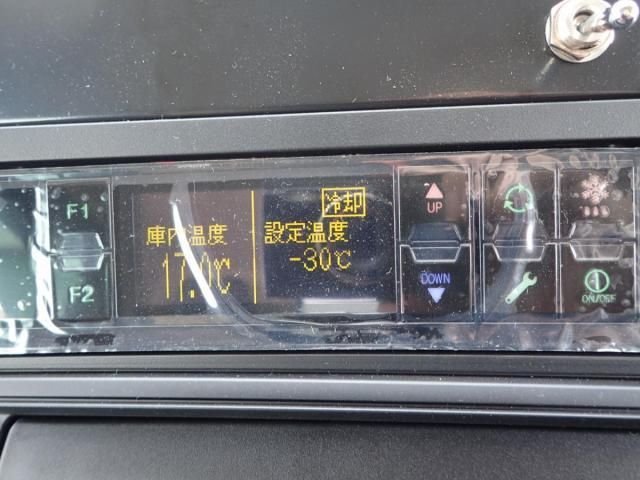 F1
F2
庫内温度
17.0℃
冷却
設定温度
-30℃
UP
DOWN
ON/OFF